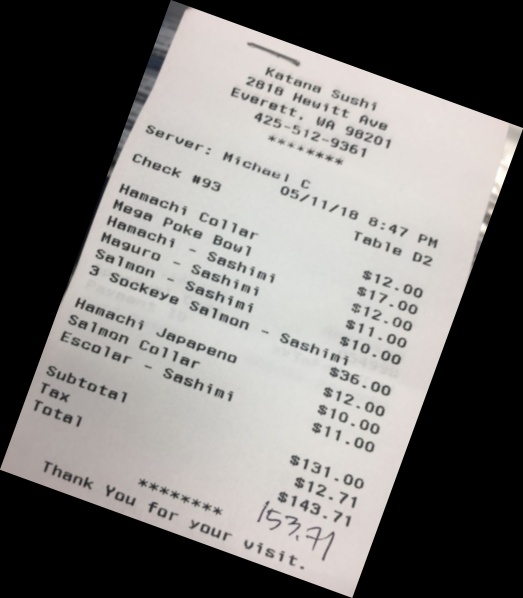 Katana Sushi
2818 Hewitt Ave
Everett, WA 98201
425-512-9361
********
Server: Michael C
05/11/18 8:47 PM
Check #93 Table D2
Hamachi Collar $12.00
Mega Poke Bowl $17.00
Hamachi - Sashimi $12.00
Maguro - Sashimi $11.00
Salmon - Sashimi $10.00
3 Sockeye Salmon - Sashimi $36.00
Hamachi Japapeno $12.00
Salmon Collar $10.00
Escolar - Sashimi $11.00
Subtotal $131.00
Tax $12.71
Total $143.71
153.71
********
Thank You for your visit.